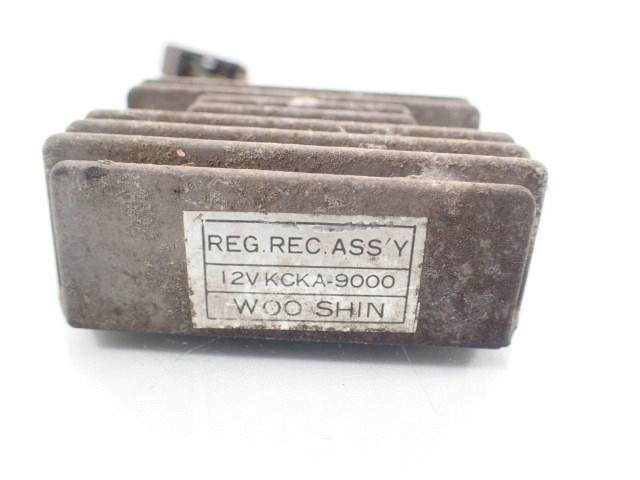 REG.REC.ASS'Y
12V KCKA-9000
WOO SHIN